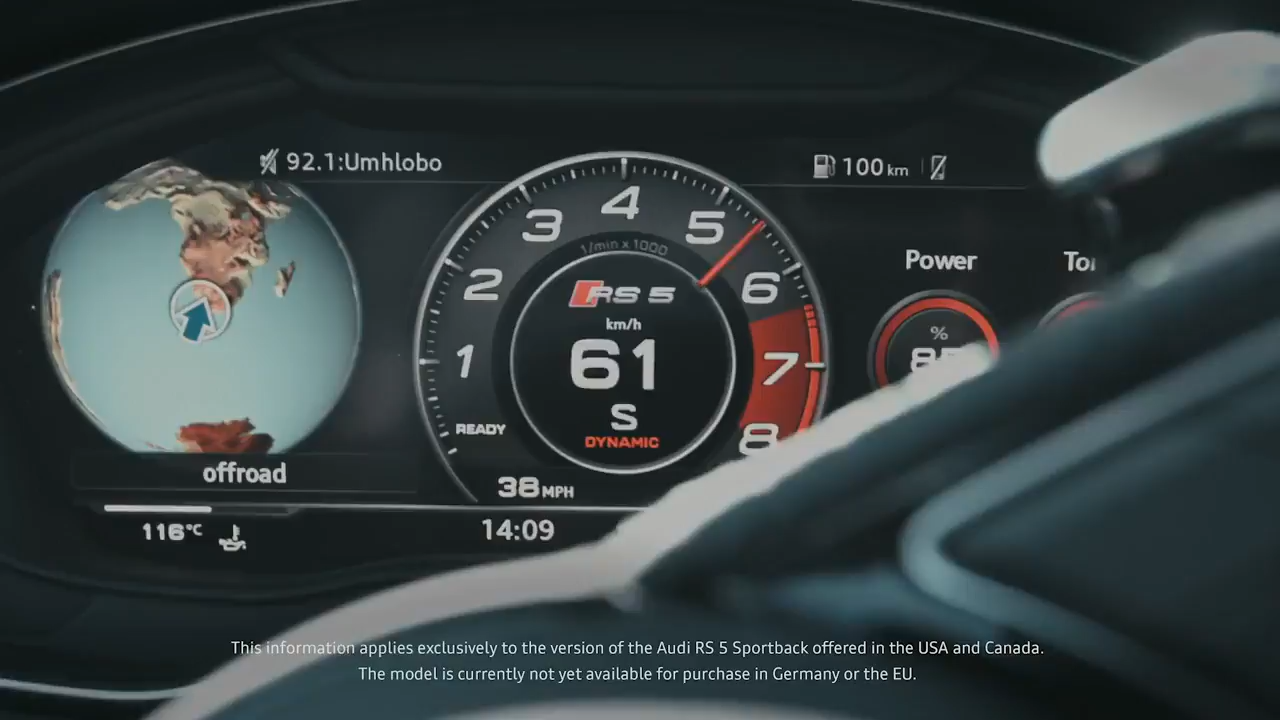 92.1:Umhlobo
100 km
1
2
3
4
5
6
7
8
1/min x 1000
RS 5
km/h
61
S
DYNAMIC
READY
38 MPH
Power
%
offroad
116°C
14:09
This information applies exclusively to the version of the Audi RS 5 Sportback offered in the USA and Canada.
The model is currently not yet available for purchase in Germany or the EU.